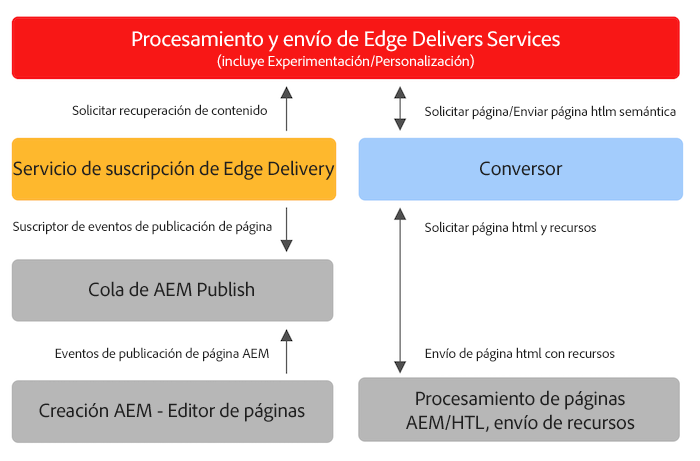 Procesamiento y envío de Edge Delivers Services
(incluye Experimentación/Personalización)
Solicitar recuperación de contenido
Solicitar página/Enviar página htlm semántica
Servicio de suscripción de Edge Delivery
Conversor
Suscriptor de eventos de publicación de página
Solicitar página html y recursos
Cola de AEM Publish
Eventos de publicación de página AEM
Envío de página html con recursos
Creación AEM - Editor de páginas
Procesamiento de páginas
AEM/HTL, envío de recursos